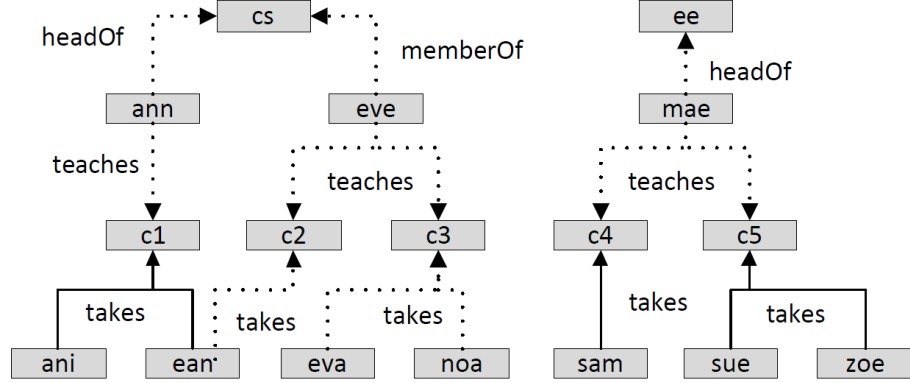 cs
ee
headOf
memberOf
headOf
ann
eve
mae
teaches
teaches
teaches
c1
c2
c3
c4
c5
takes
takes
takes
takes
takes
ani
ean
eva
noa
sam
sue
zoe